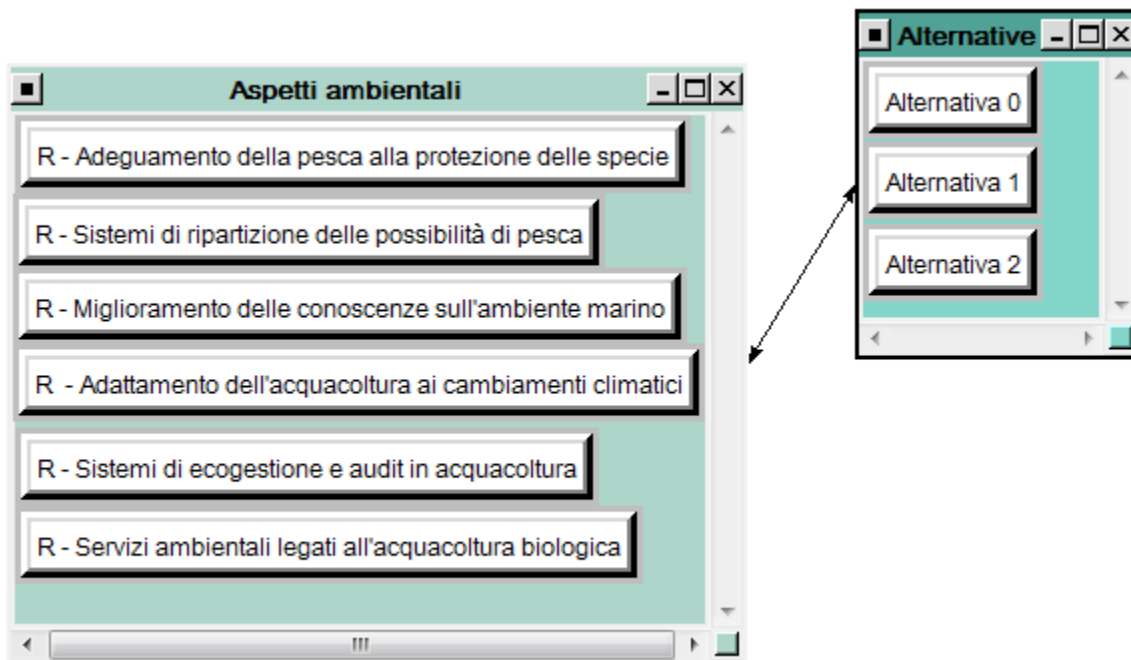 Aspetti ambientali
R - Adeguamento della pesca alla protezione delle specie
R - Sistemi di ripartizione delle possibilità di pesca
R - Miglioramento delle conoscenze sull'ambiente marino
R  - Adattamento dell'acquacoltura ai cambiamenti climatici
R - Sistemi di ecogestione e audit in acquacoltura
R - Servizi ambientali legati all'acquacoltura biologica
Alternative
Alternativa 0
Alternativa 1
Alternativa 2